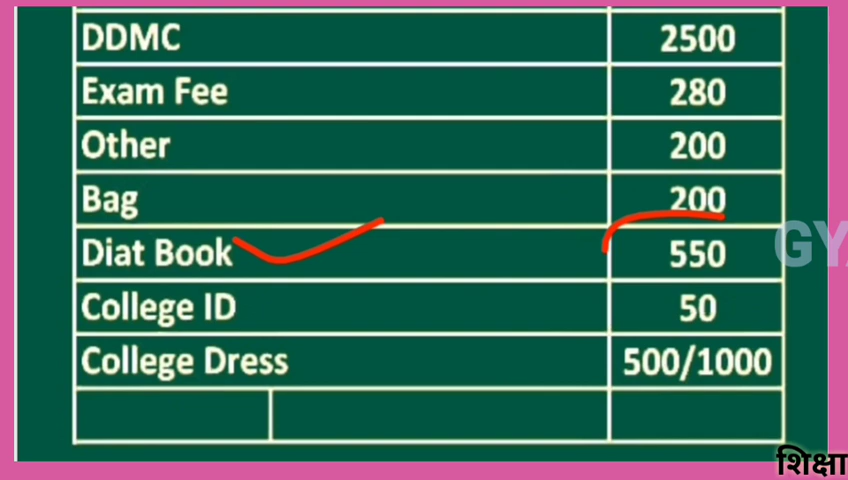 DDMC 2500
Exam Fee 280
Other 200
Bag 200
Diat Book 550
College ID 50
College Dress 500/1000
शिक्षा